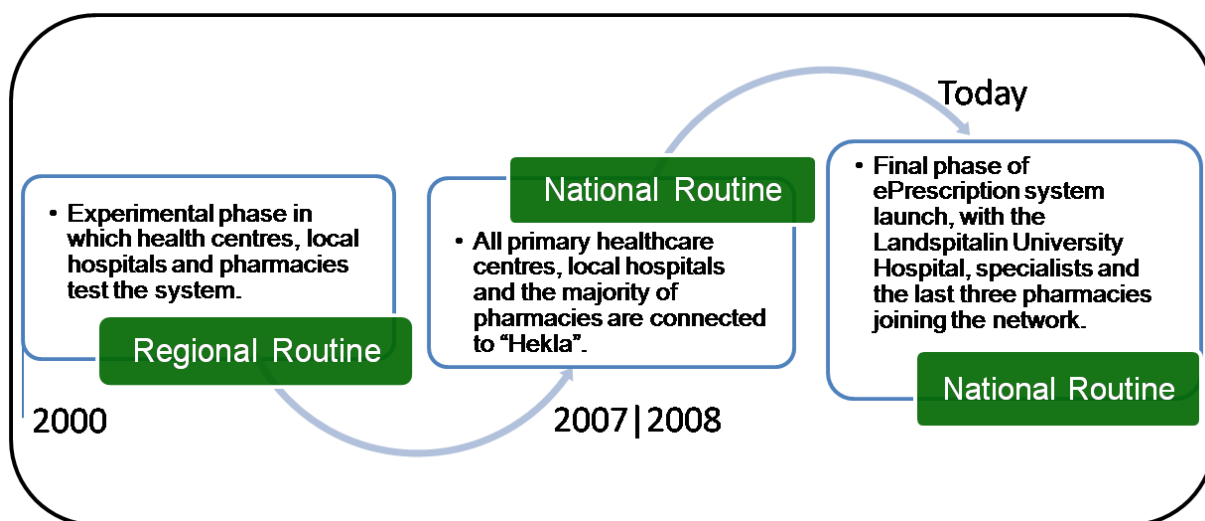 • Experimental phase in
which health centres, local
hospitals and pharmacies
test the system.
Regional Routine
2000
National Routine
• All primary healthcare
centres, local hospitals
and the majority of
pharmacies are connected
to “Hekla”.
2007|2008
Today
• Final phase of
ePrescription system
launch, with the
Landspitalin University
Hospital, specialists and
the last three pharmacies
joining the network.
National Routine